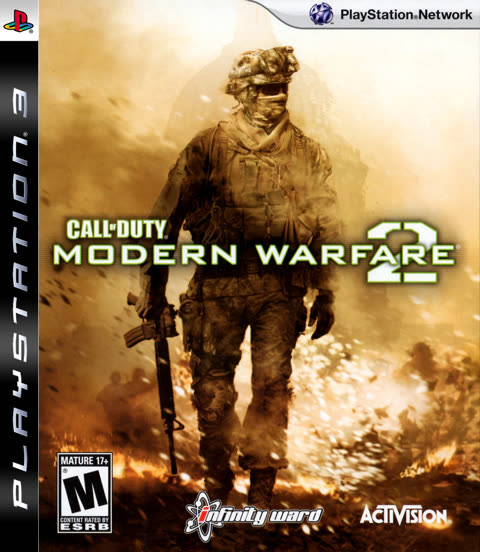 PlayStation®Network
PLAYSTATION 3
CALL OF DUTY
MODERN WARFARE 2®
MATURE 17+
M
CONTENT RATED BY
ESRB
infinity ward
ACTIVISION